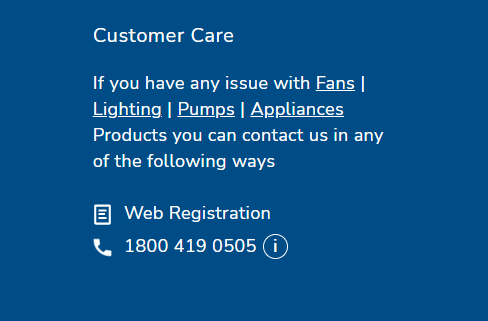 Customer Care
If you have any issue with Fans |
Lighting | Pumps | Appliances
Products you can contact us in any
of the following ways
Web Registration
1800 419 0505 i